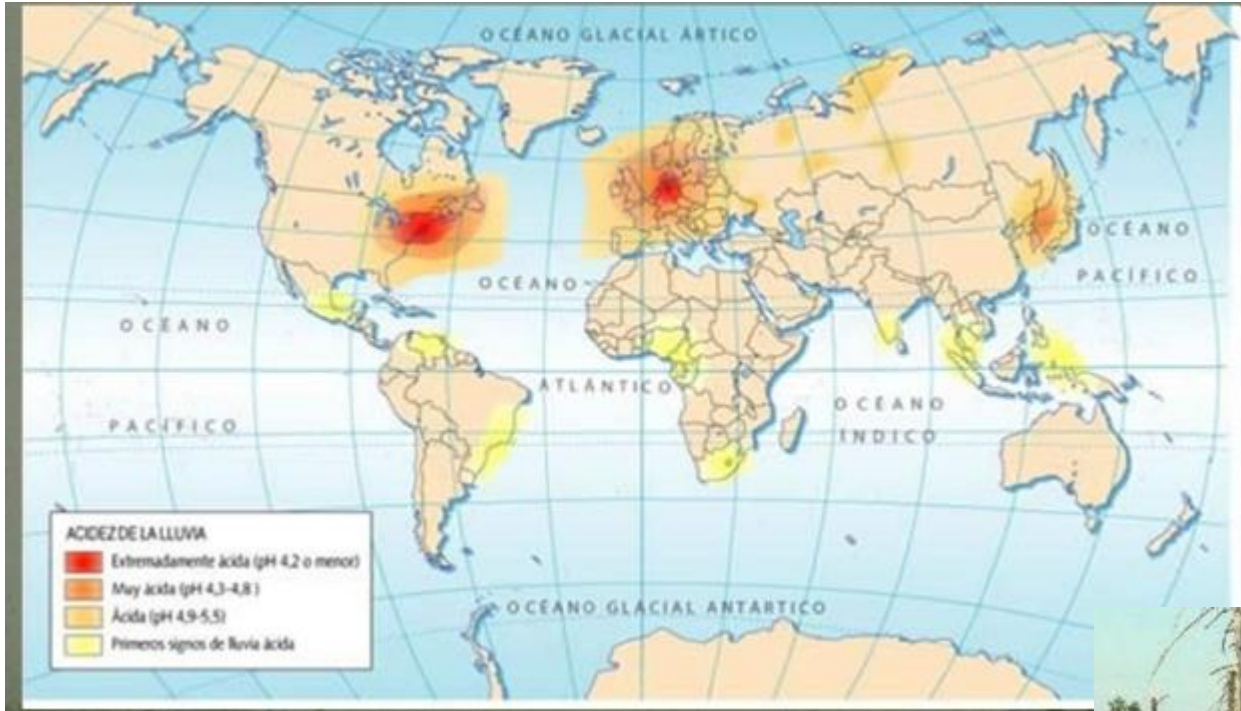 OCÉANO GLACIAL ÁRTICO
OCÉANO
PACÍFICO
OCÉANO
OCÉANO
ATLÁNTICO
OCÉANO
ÍNDICO
PACÍFICO
ACIDEZ DE LA LLUVIA
Extremadamente ácida (pH 4,2 o menor)
Muy ácida (pH 4,3-4,8 )
Ácida (pH 4,9-5,5)
Primeros signos de lluvia ácida
OCÉANO GLACIAL ANTÁRTICO